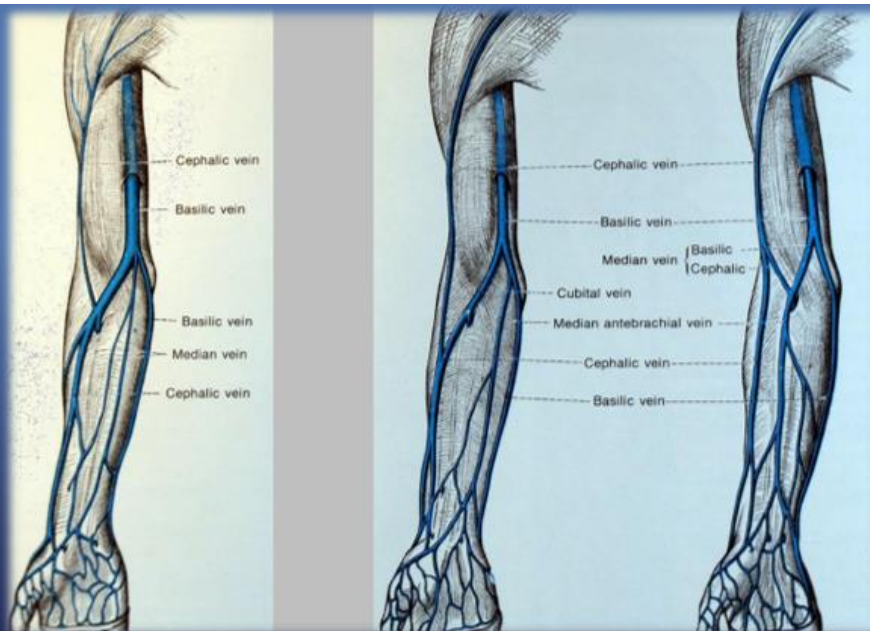 Cephalic vein
Basilic vein
Basilic vein
Median vein
Cephalic vein
Cephalic vein
Basilic vein
Median vein { Basilic
Cephalic
Cubital vein
Median antebrachial vein
Cephalic vein
Basilic vein